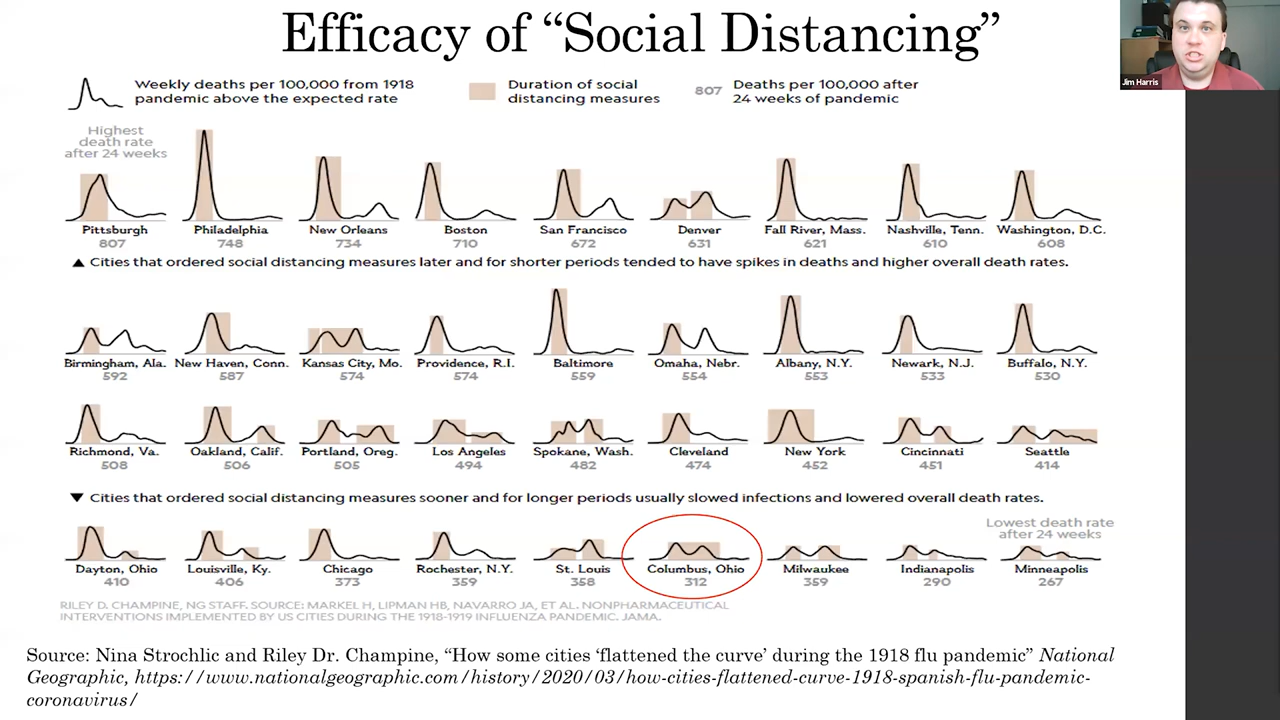 Efficacy of “Social Distancing”
Jim Harris
Weekly deaths per 100,000 from 1918
pandemic above the expected rate
Duration of social
distancing measures
807
Deaths per 100,000 after
24 weeks of pandemic
Highest
death rate
after 24 weeks
Pittsburgh Philadelphia New Orleans Boston San Francisco Denver Fall River, Mass. Nashville, Tenn. Washington, D.C.
807 748 734 710 672 631 621 610 608
▲ Cities that ordered social distancing measures later and for shorter periods tended to have spikes in deaths and higher overall death rates.
Birmingham, Ala. New Haven, Conn. Kansas City, Mo. Providence, R.I. Baltimore Omaha, Nebr. Albany, N.Y. Newark, N.J. Buffalo, N.Y.
592 587 574 574 559 554 553 533 530
Richmond, Va. Oakland, Calif. Portland, Oreg. Los Angeles Spokane, Wash. Cleveland New York Cincinnati Seattle
508 506 505 494 482 474 452 451 414
▼ Cities that ordered social distancing measures sooner and for longer periods usually slowed infections and lowered overall death rates.
Lowest death rate
after 24 weeks
Dayton, Ohio Louisville, Ky. Chicago Rochester, N.Y. St. Louis Columbus, Ohio Milwaukee Indianapolis Minneapolis
410 406 373 359 358 312 359 290 267
RILEY D. CHAMPINE, NG STAFF. SOURCE: MARKEL H, LIPMAN HB, NAVARRO JA, ET AL. NONPHARMACEUTICAL
INTERVENTIONS IMPLEMENTED BY US CITIES DURING THE 1918-1919 INFLUENZA PANDEMIC. JAMA.
Source: Nina Strochlic and Riley Dr. Champine, “How some cities ‘flattened the curve’ during the 1918 flu pandemic” National
Geographic, https://www.nationalgeographic.com/history/2020/03/how-cities-flattened-curve-1918-spanish-flu-pandemic-
coronavirus/